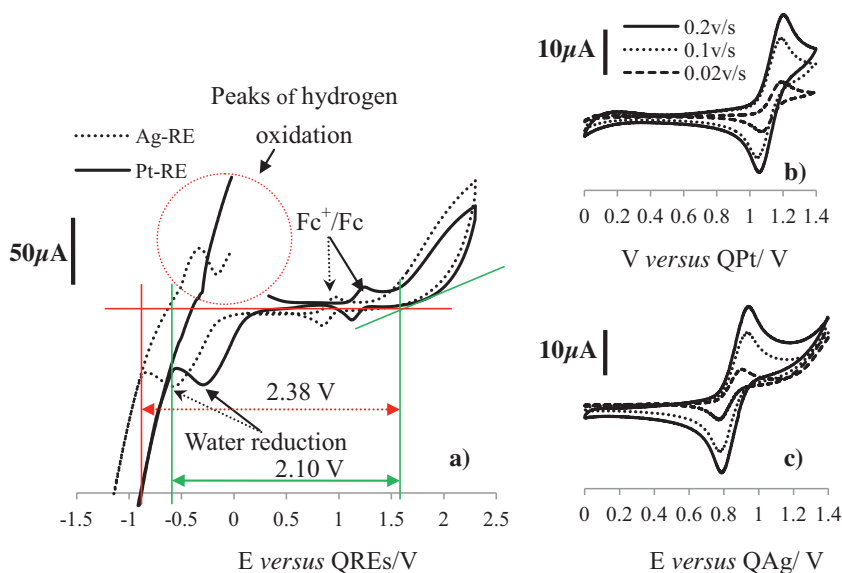 Peaks of hydrogen
oxidation
Ag-RE
Pt-RE
50µA
Fc⁺/Fc
2.38 V
Water reduction
2.10 V
a)
-1.5 -1 -0.5 0 0.5 1 1.5 2 2.5
E versus QREs/V
10µA
0.2v/s
0.1v/s
0.02v/s
b)
0 0.2 0.4 0.6 0.8 1 1.2 1.4
V versus QPt/ V
10µA
c)
0 0.2 0.4 0.6 0.8 1 1.2 1.4
E versus QAg/ V